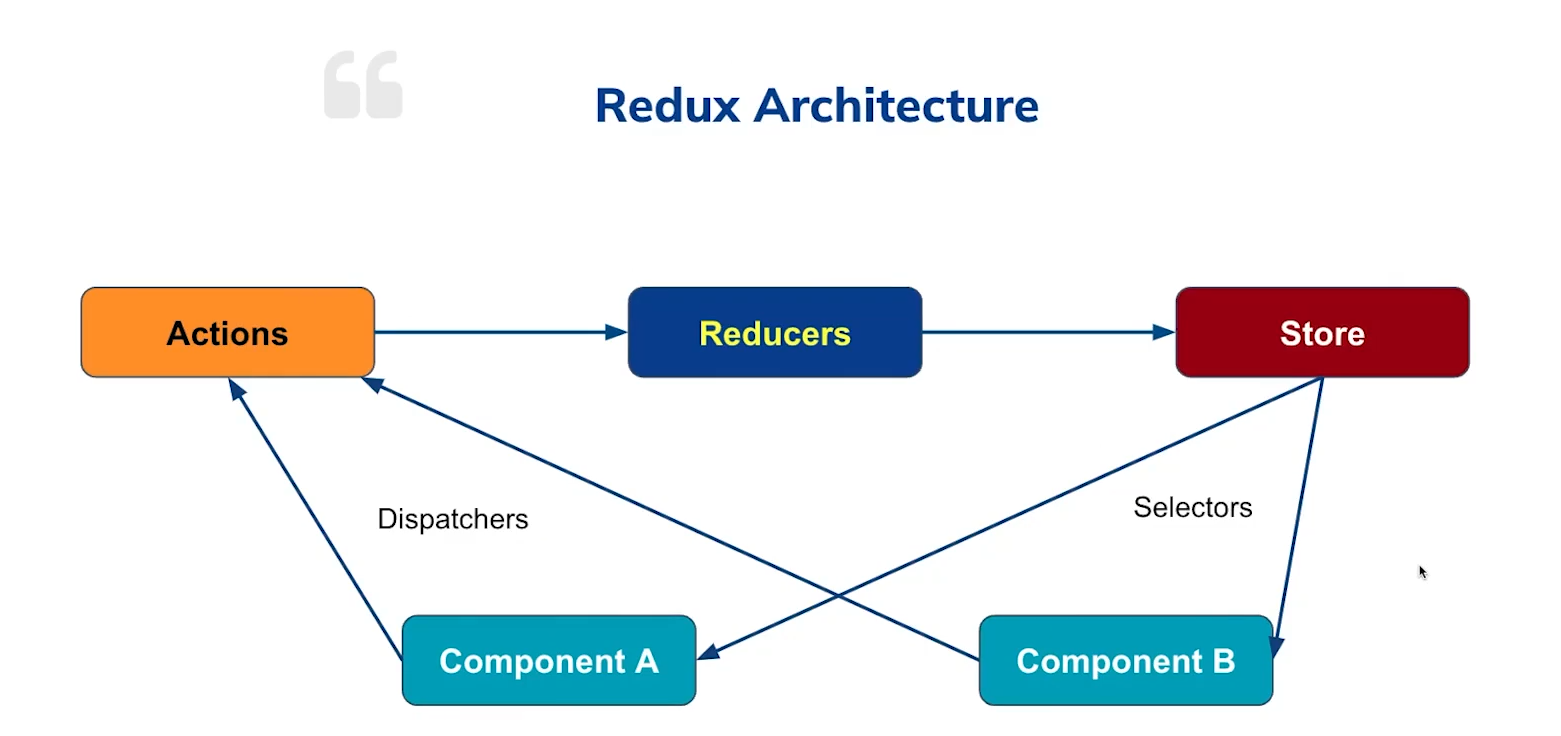 Redux Architecture
Actions
Reducers
Store
Dispatchers
Selectors
Component A
Component B